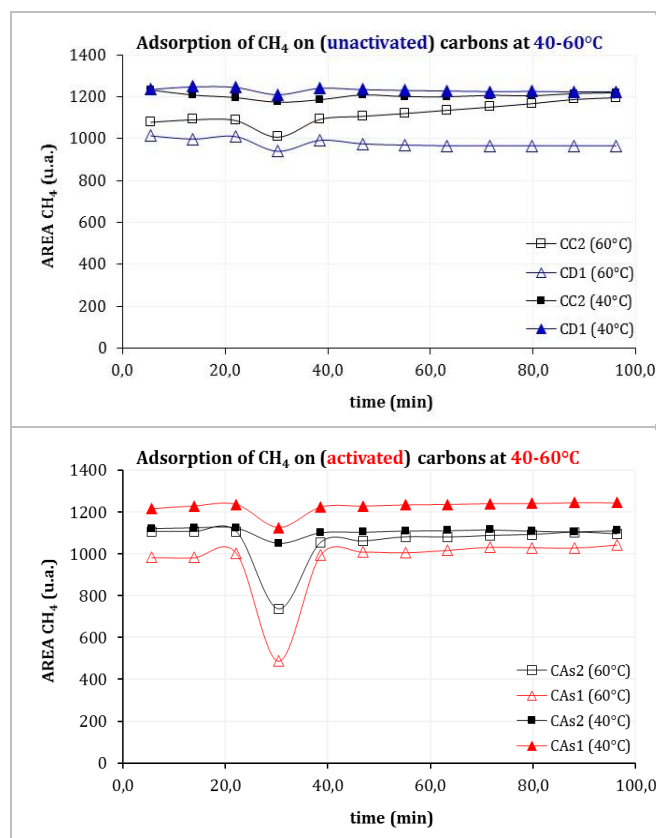 Adsorption of CH₄ on (unactivated) carbons at 40-60°C
1400
1200
1000
800
600
400
200
0
AREA CH₄ (u.a.)
CC2 (60°C)
CD1 (60°C)
CC2 (40°C)
CD1 (40°C)
0,0 20,0 40,0 60,0 80,0 100,0
time (min)
Adsorption of CH₄ on (activated) carbons at 40-60°C
1400
1200
1000
800
600
400
200
0
AREA CH₄ (u.a.)
CAs2 (60°C)
CAs1 (60°C)
CAs2 (40°C)
CAs1 (40°C)
0,0 20,0 40,0 60,0 80,0 100,0
time (min)